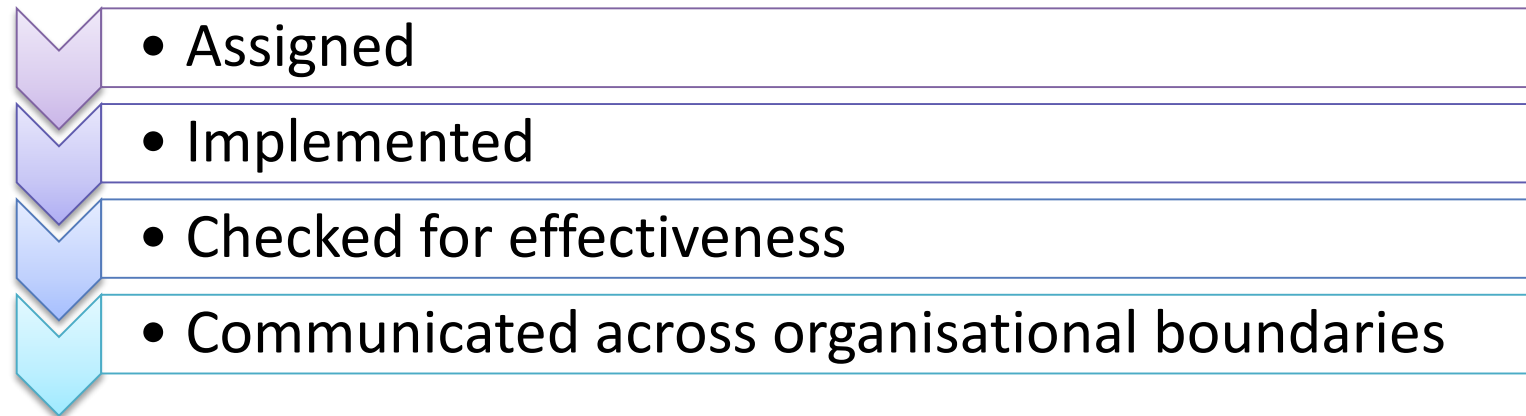 • Assigned
• Implemented
• Checked for effectiveness
• Communicated across organisational boundaries